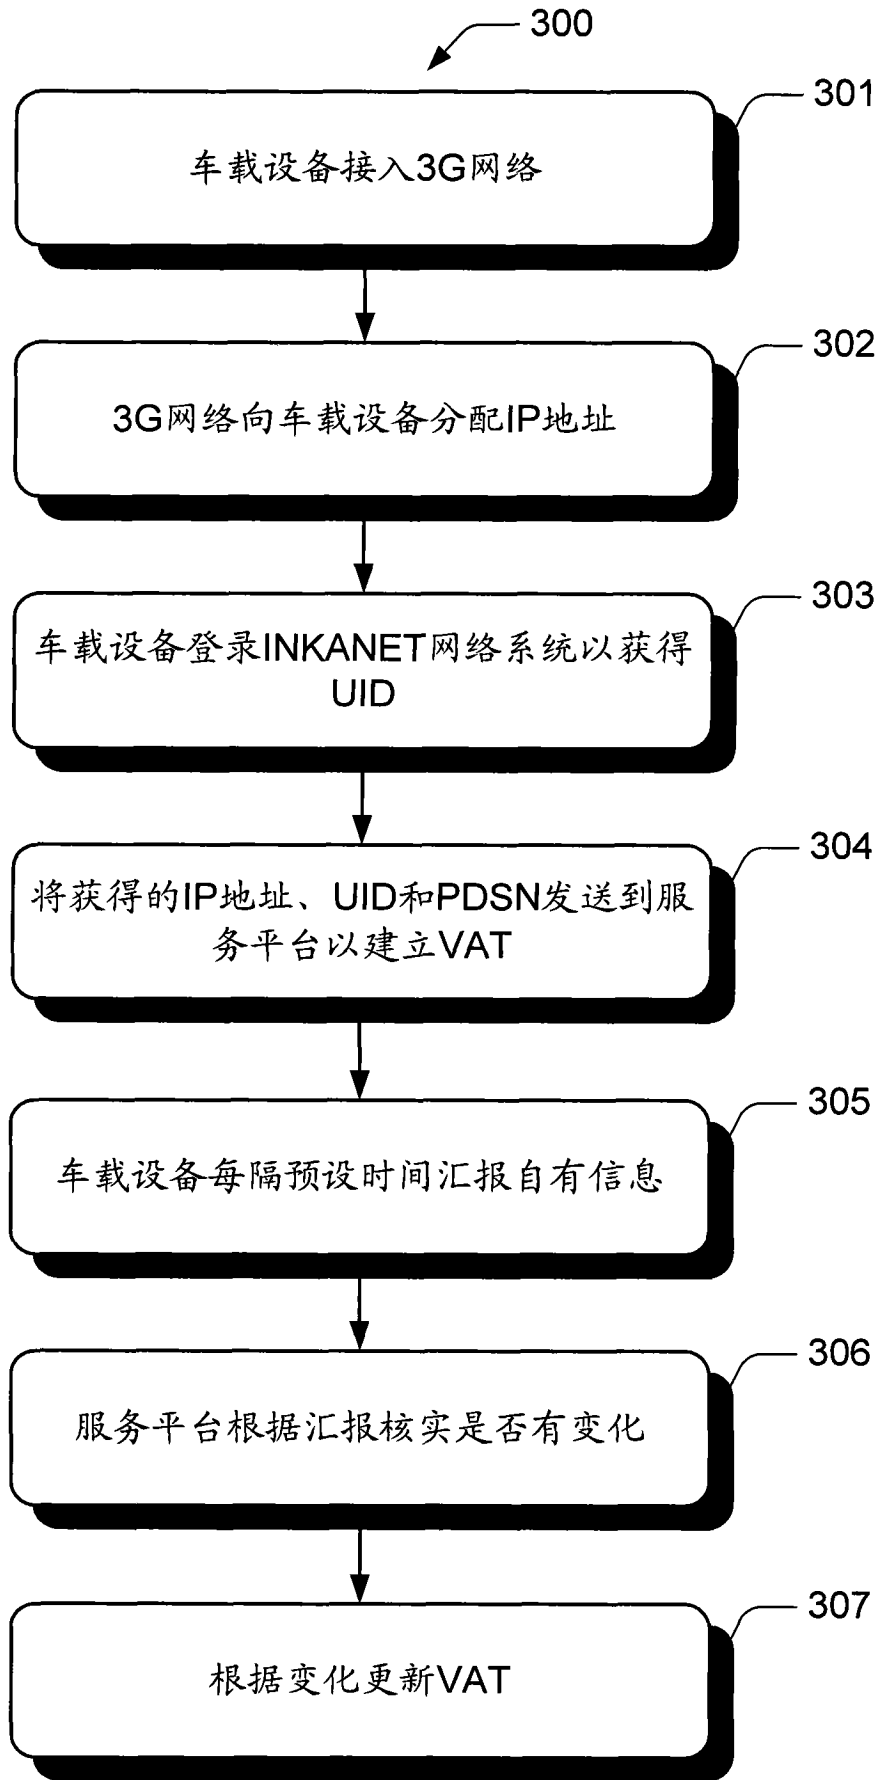 300
301
车载设备接入3G网络
302
3G网络向车载设备分配IP地址
303
车载设备登录INKANET网络系统以获得
UID
304
将获得的IP地址、UID和PDSN发送到服
务平台以建立VAT
305
车载设备每隔预设时间汇报自有信息
306
服务平台根据汇报核实是否有变化
307
根据变化更新VAT